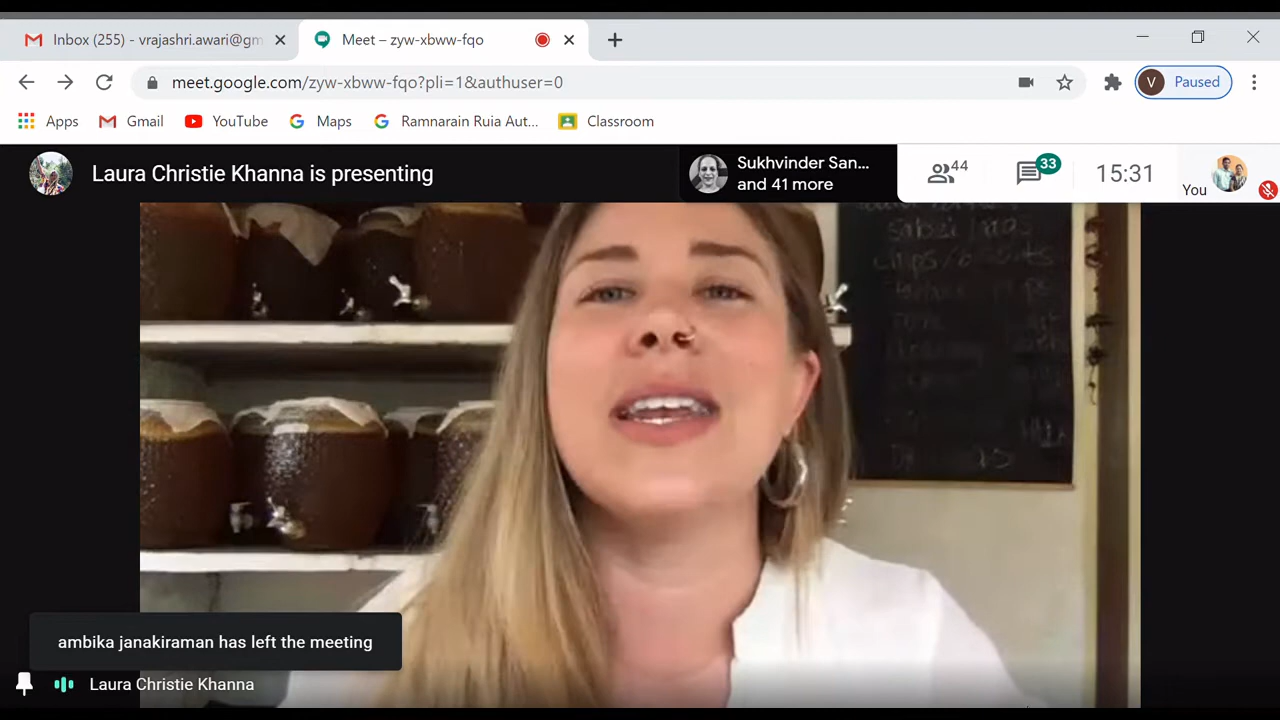 Inbox (255) - vrajashri.awari@gm
Meet – zyw-xbww-fqo
meet.google.com/zyw-xbww-fqo?pli=1&authuser=0
V
Paused
Apps
Gmail
YouTube
Maps
Ramnarain Ruia Aut...
Classroom
Laura Christie Khanna is presenting
Sukhvinder San...
and 41 more
44
33
15:31
You
sabzi
chips
ambika janakiraman has left the meeting
Laura Christie Khanna